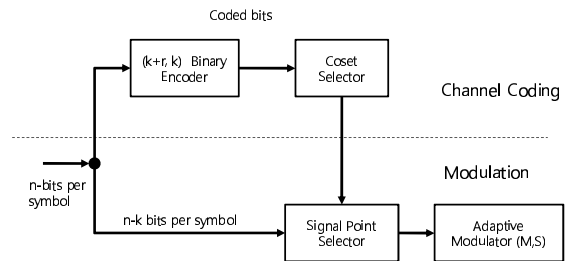 Coded bits
(k+r, k) Binary
Encoder
Coset
Selector
Channel Coding
Modulation
n-bits per
symbol
n-k bits per symbol
Signal Point
Selector
Adaptive
Modulator (M,S)